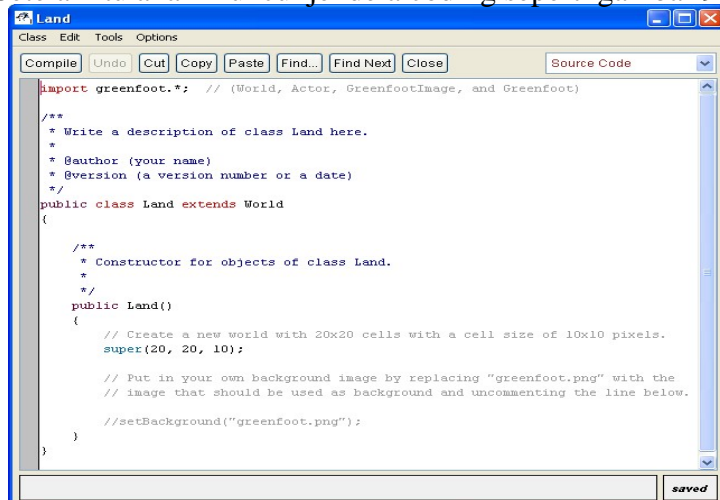 Land
Class Edit Tools Options
Compile Undo Cut Copy Paste Find... Find Next Close Source Code
import greenfoot.*; // (World, Actor, GreenfootImage, and Greenfoot)
/**
 * Write a description of class Land here.
 *
 * @author (your name)
 * @version (a version number or a date)
 */
public class Land extends World
{
    /**
     * Constructor for objects of class Land.
     *
     */
    public Land()
    {
        // Create a new world with 20x20 cells with a cell size of 10x10 pixels.
        super(20, 20, 10);
        // Put in your own background image by replacing "greenfoot.png" with the
        // image that should be used as background and uncommenting the line below.
        //setBackground("greenfoot.png");
    }
}
saved